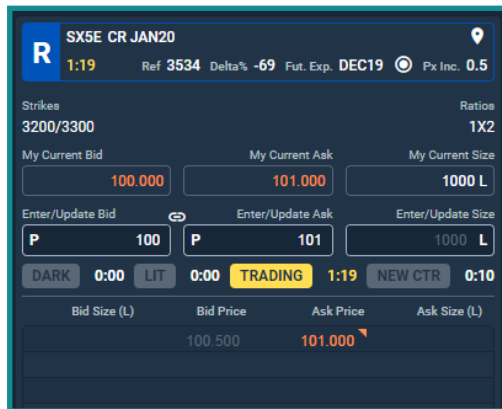 R SX5E CR JAN20
1:19 Ref 3534 Delta% -69 Fut. Exp. DEC19 Px Inc. 0.5
Strikes Ratios
3200/3300 1X2
My Current Bid My Current Ask My Current Size
100.000 101.000 1000 L
Enter/Update Bid Enter/Update Ask Enter/Update Size
P 100 P 101 1000 L
DARK 0:00 LIT 0:00 TRADING 1:19 NEW CTR 0:10
Bid Size (L) Bid Price Ask Price Ask Size (L)
100.500 101.000